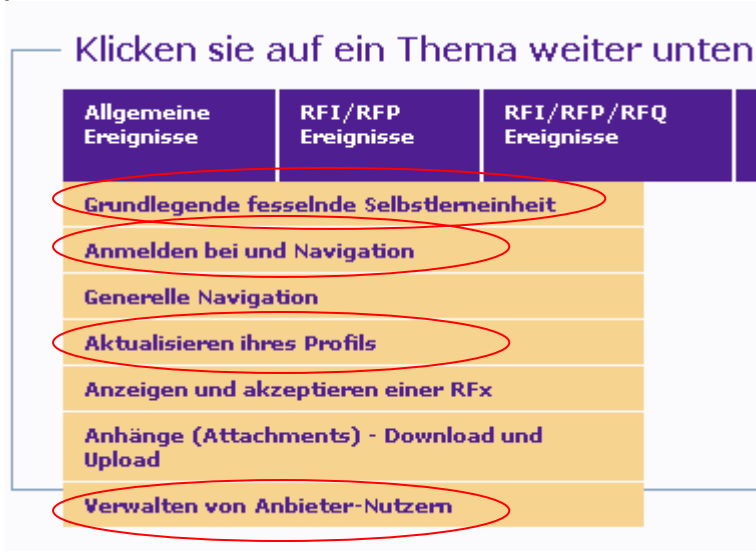 Klicken sie auf ein Thema weiter unten
Allgemeine
Ereignisse
RFI/RFP
Ereignisse
RFI/RFP/RFQ
Ereignisse
Grundlegende fesselnde Selbstlerneinheit
Anmelden bei und Navigation
Generelle Navigation
Aktualisieren ihres Profils
Anzeigen und akzeptieren einer RFx
Anhänge (Attachments) - Download und
Upload
Verwalten von Anbieter-Nutzern